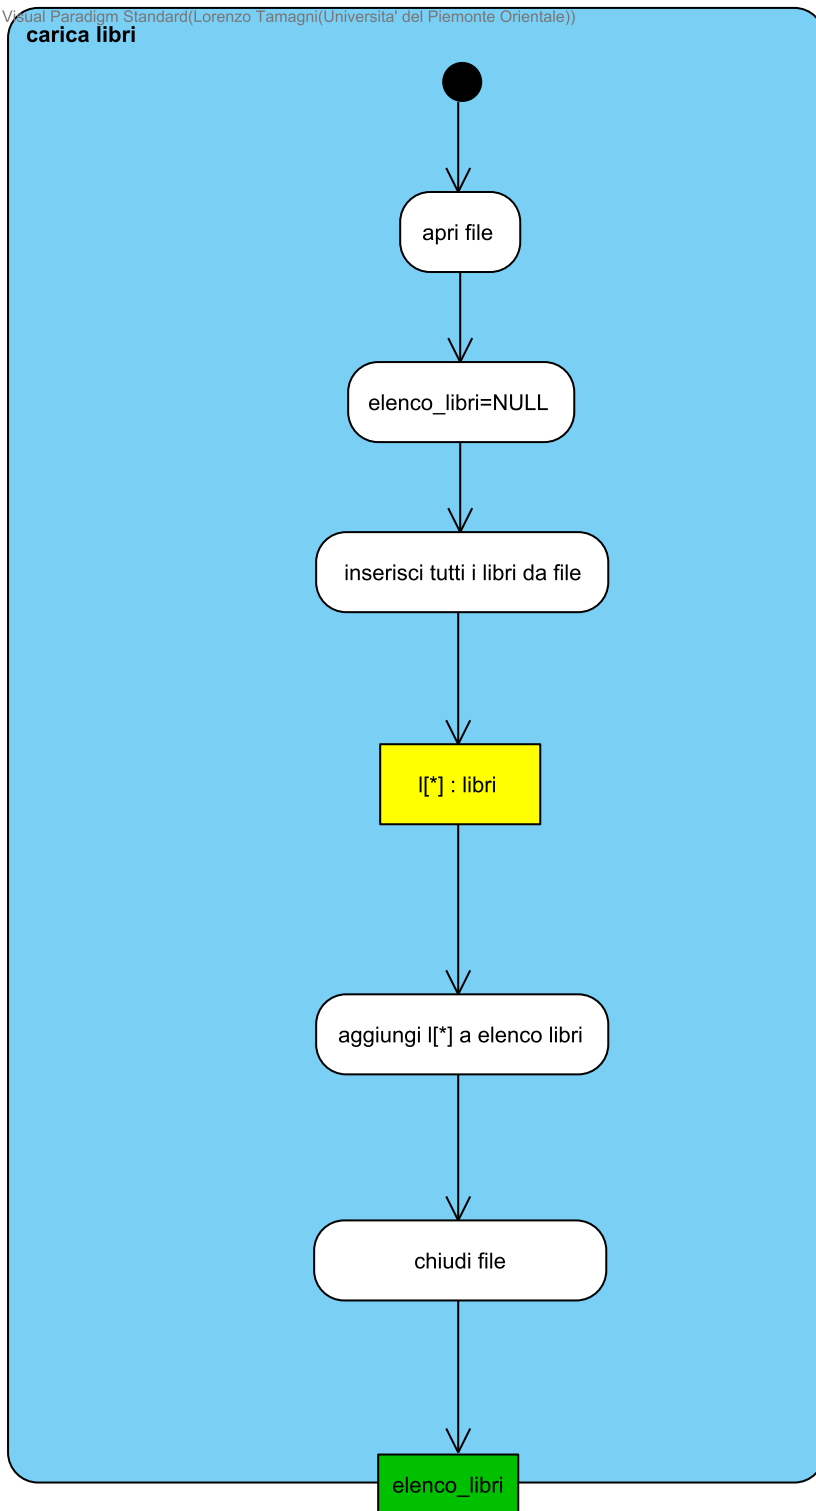 Visual Paradigm Standard(Lorenzo Tamagni(Universita' del Piemonte Orientale))
carica libri
apri file
elenco_libri=NULL
inserisci tutti i libri da file
l[*] : libri
aggiungi l[*] a elenco libri
chiudi file
elenco_libri